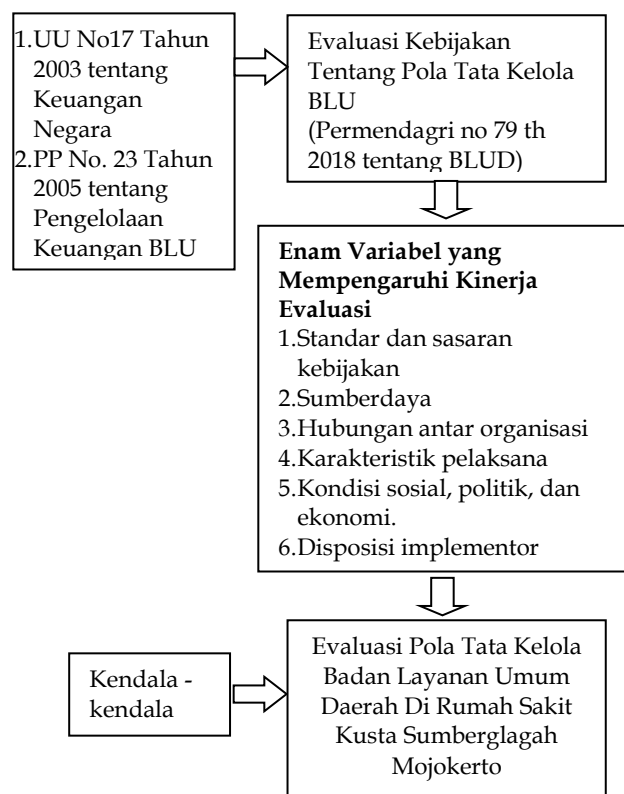 1.UU No17 Tahun
2003 tentang
Keuangan
Negara
2.PP No. 23 Tahun
2005 tentang
Pengelolaan
Keuangan BLU
Evaluasi Kebijakan
Tentang Pola Tata Kelola
BLU
(Permendagri no 79 th
2018 tentang BLUD)
Enam Variabel yang
Mempengaruhi Kinerja
Evaluasi
1.Standar dan sasaran
kebijakan
2.Sumberdaya
3.Hubungan antar organisasi
4.Karakteristik pelaksana
5.Kondisi sosial, politik, dan
ekonomi.
6.Disposisi implementor
Kendala -
kendala
Evaluasi Pola Tata Kelola
Badan Layanan Umum
Daerah Di Rumah Sakit
Kusta Sumberglagah
Mojokerto